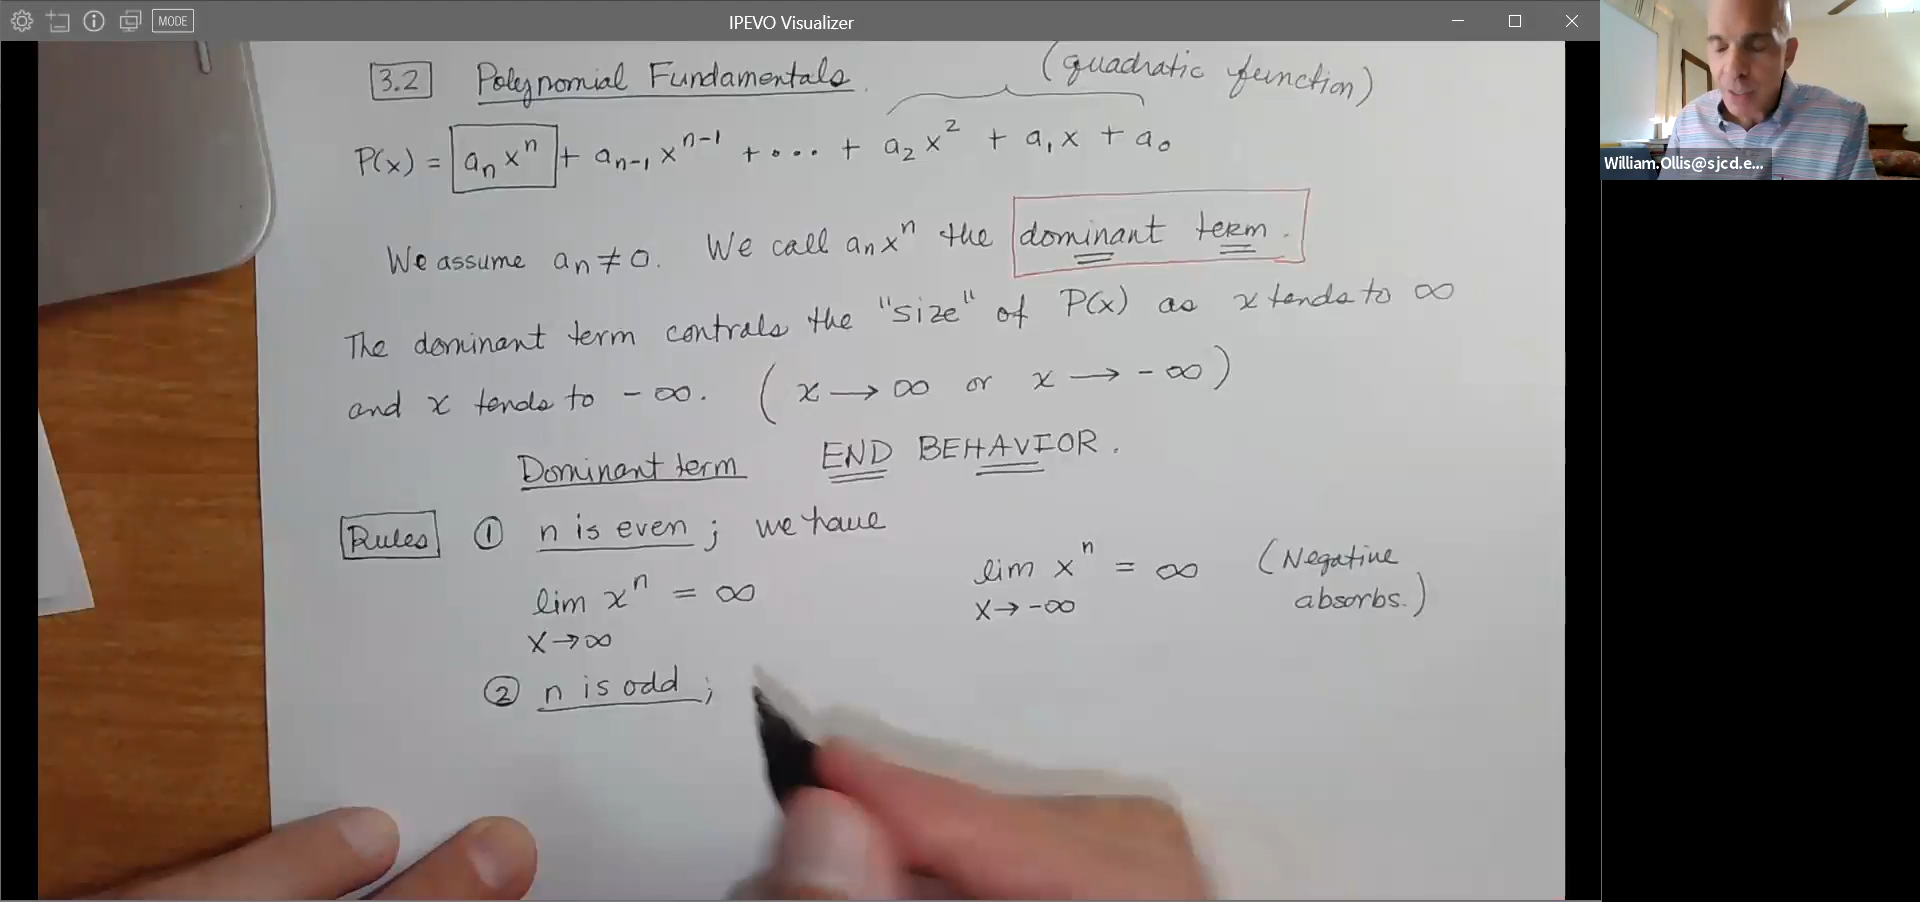 MODE
IPEVO Visualizer
3.2 Polynomial Fundamentals.
(quadratic function)
P(x) = aₙxⁿ + aₙ₋₁xⁿ⁻¹ + ... + a₂x² + a₁x + a₀
We assume aₙ ≠ 0. We call aₙxⁿ the dominant term.
The dominant term controls the "size" of P(x) as x tends to ∞
and x tends to -∞. (x → ∞ or x → -∞)
Dominant term END BEHAVIOR.
Rules ① n is even; we have
lim xⁿ = ∞ lim xⁿ = ∞ (Negative
x→∞ x→-∞ absorbs.)
② n is odd;
William.Ollis@sjcd.e...